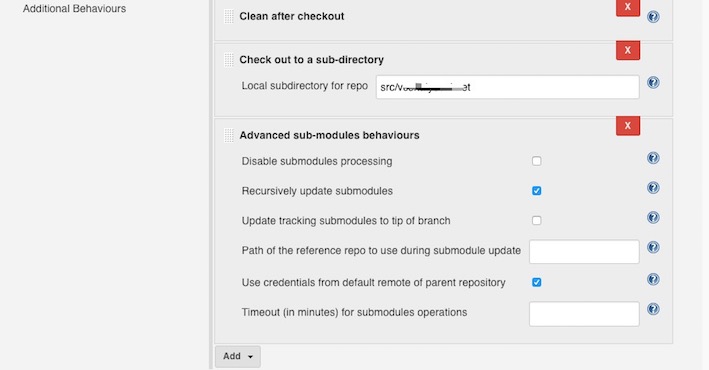 Additional Behaviours
Clean after checkout
X
Check out to a sub-directory
X
Local subdirectory for repo
Advanced sub-modules behaviours
X
Disable submodules processing
Recursively update submodules
Update tracking submodules to tip of branch
Path of the reference repo to use during submodule update
Use credentials from default remote of parent repository
Timeout (in minutes) for submodules operations
Add